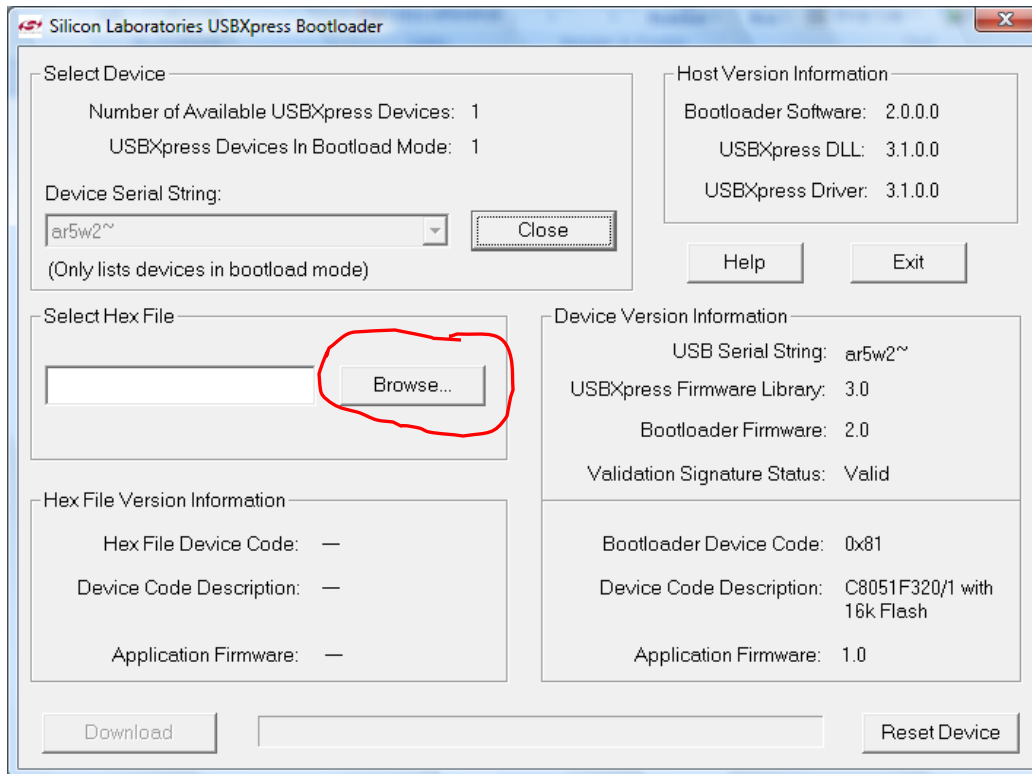 Silicon Laboratories USBXpress Bootloader
Select Device
Number of Available USBXpress Devices: 1
USBXpress Devices In Bootload Mode: 1
Device Serial String:
ar5w2~
Close
(Only lists devices in bootload mode)
Host Version Information
Bootloader Software: 2.0.0.0
USBXpress DLL: 3.1.0.0
USBXpress Driver: 3.1.0.0
Help
Exit
Select Hex File
Browse...
Device Version Information
USB Serial String: ar5w2~
USBXpress Firmware Library: 3.0
Bootloader Firmware: 2.0
Validation Signature Status: Valid
Hex File Version Information
Hex File Device Code: —
Device Code Description: —
Application Firmware: —
Bootloader Device Code: 0x81
Device Code Description: C8051F320/1 with
16k Flash
Application Firmware: 1.0
Download
Reset Device